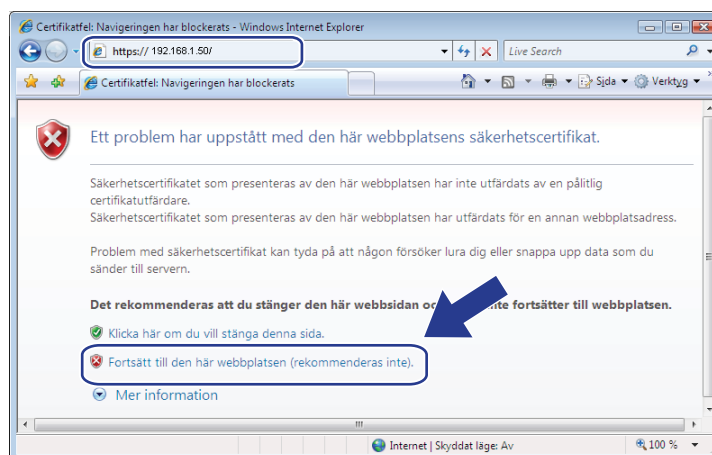 Certifikatfel: Navigeringen har blockerats - Windows Internet Explorer
https:// 192.168.1.50/
Live Search
Certifikatfel: Navigeringen har blockerats
Sida
Verktyg
Ett problem har uppstått med den här webbplatsens säkerhetscertifikat.
Säkerhetscertifikatet som presenteras av den här webbplatsen har inte utfärdats av en pålitlig
certifikatutfärdare.
Säkerhetscertifikatet som presenteras av den här webbplatsen har utfärdats för en annan webbplatsadress.
Problem med säkerhetscertifikat kan tyda på att någon försöker lura dig eller snappa upp data som du
sänder till servern.
Det rekommenderas att du stänger den här webbsidan oc fortsätter till webbplatsen.
Klicka här om du vill stänga denna sida.
Fortsätt till den här webbplatsen (rekommenderas inte).
Mer information
Internet | Skyddat läge: Av
100 %